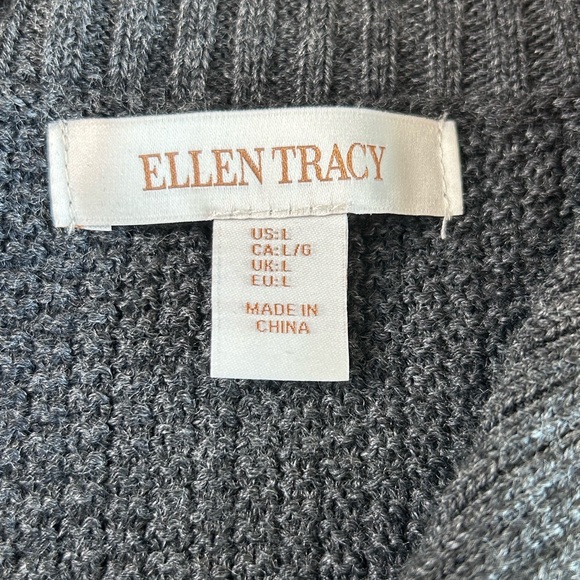 ELLEN TRACY
US:L
CA:L/G
UK:L
EU:L
MADE IN
CHINA